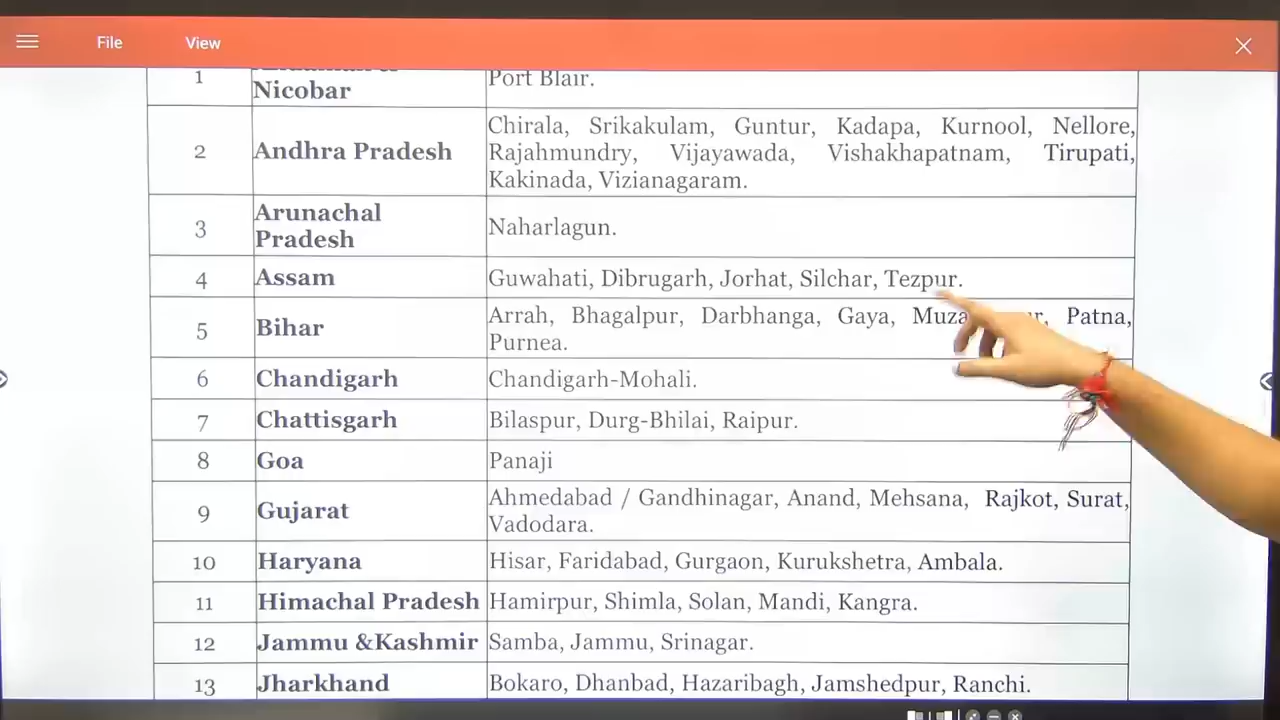 File View
1
Nicobar
Port Blair.
2
Andhra Pradesh
Chirala, Srikakulam, Guntur, Kadapa, Kurnool, Nellore,
Rajahmundry, Vijayawada, Vishakhapatnam, Tirupati,
Kakinada, Vizianagaram.
3
Arunachal
Pradesh
Naharlagun.
4
Assam
Guwahati, Dibrugarh, Jorhat, Silchar, Tezpur.
5
Bihar
Arrah, Bhagalpur, Darbhanga, Gaya, Patna,
Purnea.
6
Chandigarh
Chandigarh-Mohali.
7
Chattisgarh
Bilaspur, Durg-Bhilai, Raipur.
8
Goa
Panaji
9
Gujarat
Ahmedabad / Gandhinagar, Anand, Mehsana, Rajkot, Surat,
Vadodara.
10
Haryana
Hisar, Faridabad, Gurgaon, Kurukshetra, Ambala.
11
Himachal Pradesh
Hamirpur, Shimla, Solan, Mandi, Kangra.
12
Jammu &Kashmir
Samba, Jammu, Srinagar.
13
Jharkhand
Bokaro, Dhanbad, Hazaribagh, Jamshedpur, Ranchi.